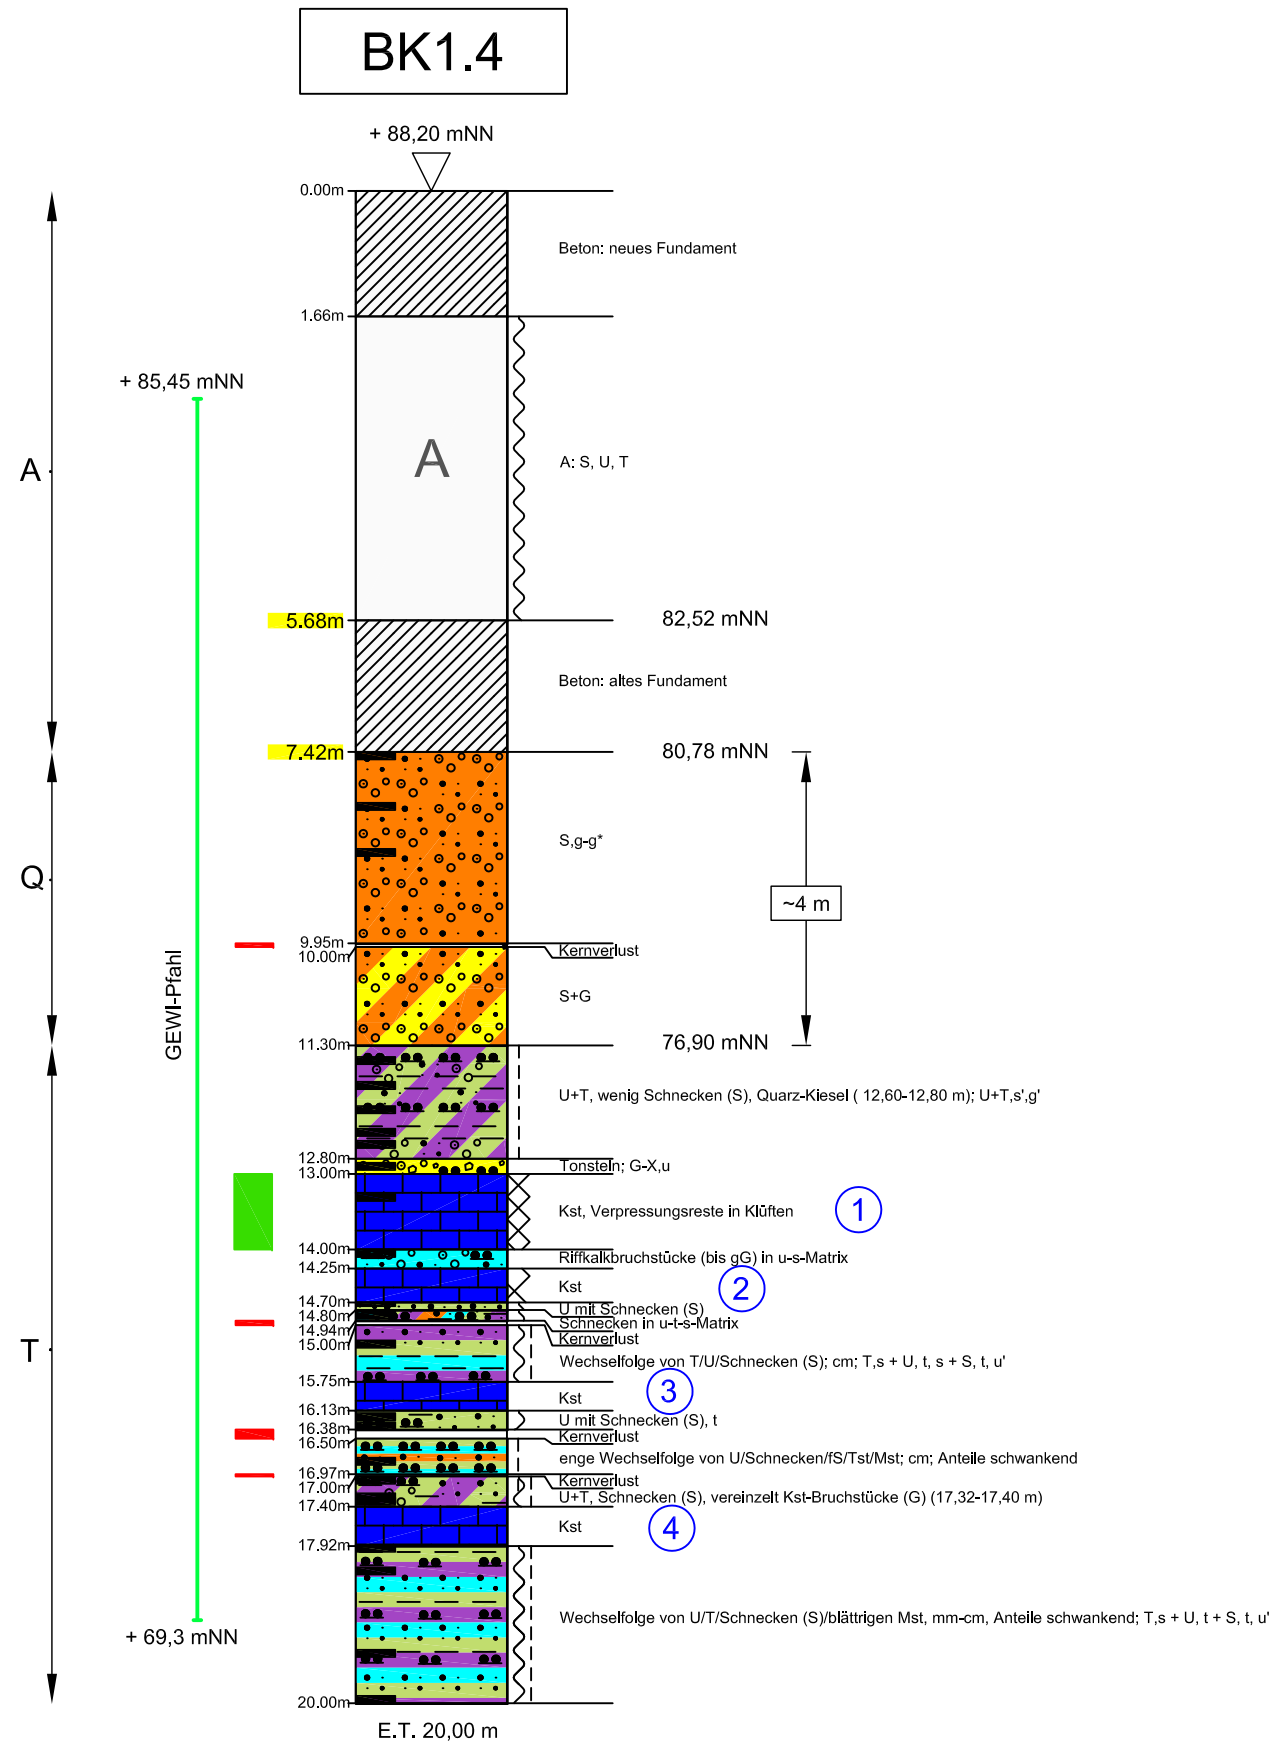 BK1.4
+ 88,20 mNN
0.00m
Beton: neues Fundament
1.66m
+ 85,45 mNN
A
A
A: S, U, T
5.68m
82,52 mNN
Beton: altes Fundament
7.42m
80,78 mNN
S,g-g*
Q
~4 m
9.95m
10.00m
Kernverlust
GEWI-Pfahl
S+G
11.30m
76,90 mNN
U+T, wenig Schnecken (S), Quarz-Kiesel ( 12,60-12,80 m); U+T,s',g'
12.80m
13.00m
Tonstein; G-X,u
Kst, Verpressungsreste in Klüften
1
14.00m
Riffkalkbruchstücke (bis gG) in u-s-Matrix
14.25m
Kst
2
14.70m
14.80m
U mit Schnecken (S)
14.94m
Schnecken in u-t-s-Matrix
15.00m
Kernverlust
T
Wechselfolge von T/U/Schnecken (S); cm; T,s + U, t, s + S, t, u'
15.75m
Kst
3
16.13m
U mit Schnecken (S), t
16.38m
16.50m
Kernverlust
enge Wechselfolge von U/Schnecken/fS/Tst/Mst; cm; Anteile schwankend
16.97m
17.00m
Kernverlust
U+T, Schnecken (S), vereinzelt Kst-Bruchstücke (G) (17,32-17,40 m)
17.40m
Kst
4
17.92m
Wechselfolge von U/T/Schnecken (S)/blättrigen Mst, mm-cm, Anteile schwankend; T,s + U, t + S, t, u'
+ 69,3 mNN
20.00m
E.T. 20,00 m